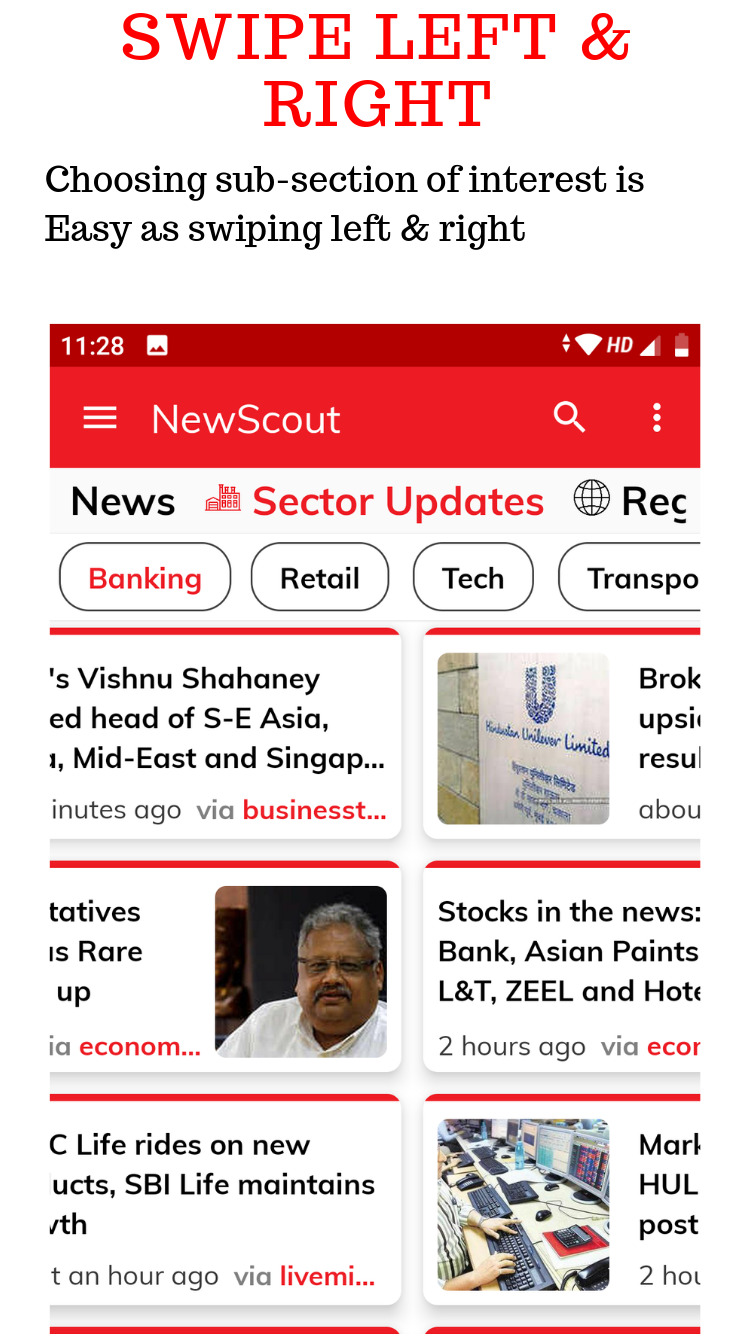 SWIPE LEFT &
RIGHT
Choosing sub-section of interest is
Easy as swiping left & right
11:28
HD
NewScout
News
Sector Updates
Reg
Banking
Retail
Tech
Transpo
's Vishnu Shahaney
ed head of S-E Asia,
a, Mid-East and Singap...
inutes ago via businesst...
Hindustan Unilever Limited
हिंदुस्तान यूनिलीवर लिमिटेड
Brok
upsi
resul
abou
tatives
as Rare
up
ia econom...
Stocks in the news:
Bank, Asian Paints
L&T, ZEEL and Hote
2 hours ago via econ
C Life rides on new
ducts, SBI Life maintains
wth
t an hour ago via livemi...
Mark
HUL
post
2 hou